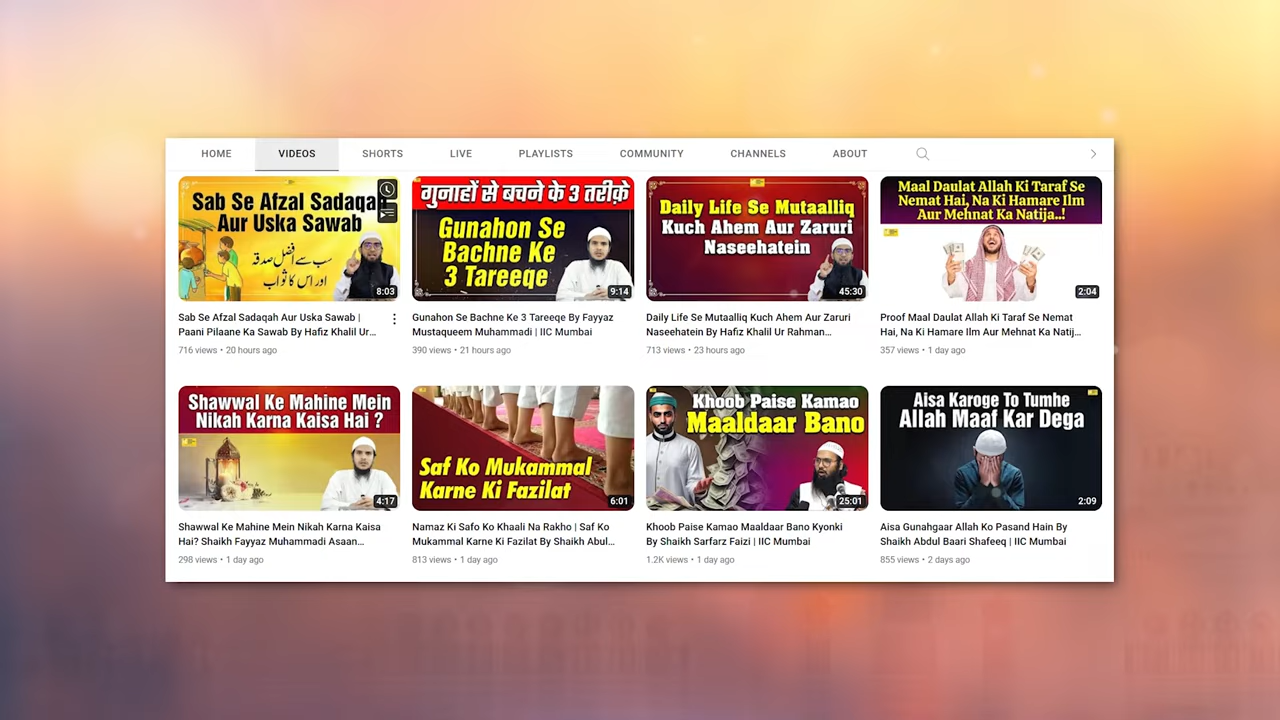 HOME VIDEOS SHORTS LIVE PLAYLISTS COMMUNITY CHANNELS ABOUT
Sab Se Afzal Sadaqah
Aur Uska Sawab
سب سے افضل صدقہ
اور اس کا ثواب
8:03
गुनाहों से बचने के 3 तरीक़े
Gunahon Se
Bachne Ke
3 Tareeqe
9:14
Daily Life Se Mutaalliq
Kuch Ahem Aur Zaruri
Naseehatein
45:30
Maal Daulat Allah Ki Taraf Se
Nemat Hai, Na Ki Hamare Ilm
Aur Mehnat Ka Natija..!
2:04
Sab Se Afzal Sadaqah Aur Uska Sawab |
Paani Pilaane Ka Sawab By Hafiz Khalil Ur...
716 views • 20 hours ago
Gunahon Se Bachne Ke 3 Tareeqe By Fayyaz
Mustaqueem Muhammadi | IIC Mumbai
390 views • 21 hours ago
Daily Life Se Mutaalliq Kuch Ahem Aur Zaruri
Naseehatein By Hafiz Khalil Ur Rahman...
713 views • 23 hours ago
Proof Maal Daulat Allah Ki Taraf Se Nemat
Hai, Na Ki Hamare Ilm Aur Mehnat Ka Natij...
357 views • 1 day ago
Shawwal Ke Mahine Mein
Nikah Karna Kaisa Hai ?
4:17
Saf Ko Mukammal
Karne Ki Fazilat
6:01
Khoob Paise Kamao
Maaldaar Bano
25:01
Aisa Karoge To Tumhe
Allah Maaf Kar Dega
2:09
Shawwal Ke Mahine Mein Nikah Karna Kaisa
Hai? Shaikh Fayyaz Muhammadi Asaan...
298 views • 1 day ago
Namaz Ki Safo Ko Khaali Na Rakho | Saf Ko
Mukammal Karne Ki Fazilat By Shaikh Abul...
813 views • 1 day ago
Khoob Paise Kamao Maaldaar Bano Kyonki
By Shaikh Sarfarz Faizi | IIC Mumbai
1.2K views • 1 day ago
Aisa Gunahgaar Allah Ko Pasand Hain By
Shaikh Abdul Baari Shafeeq | IIC Mumbai
855 views • 2 days ago